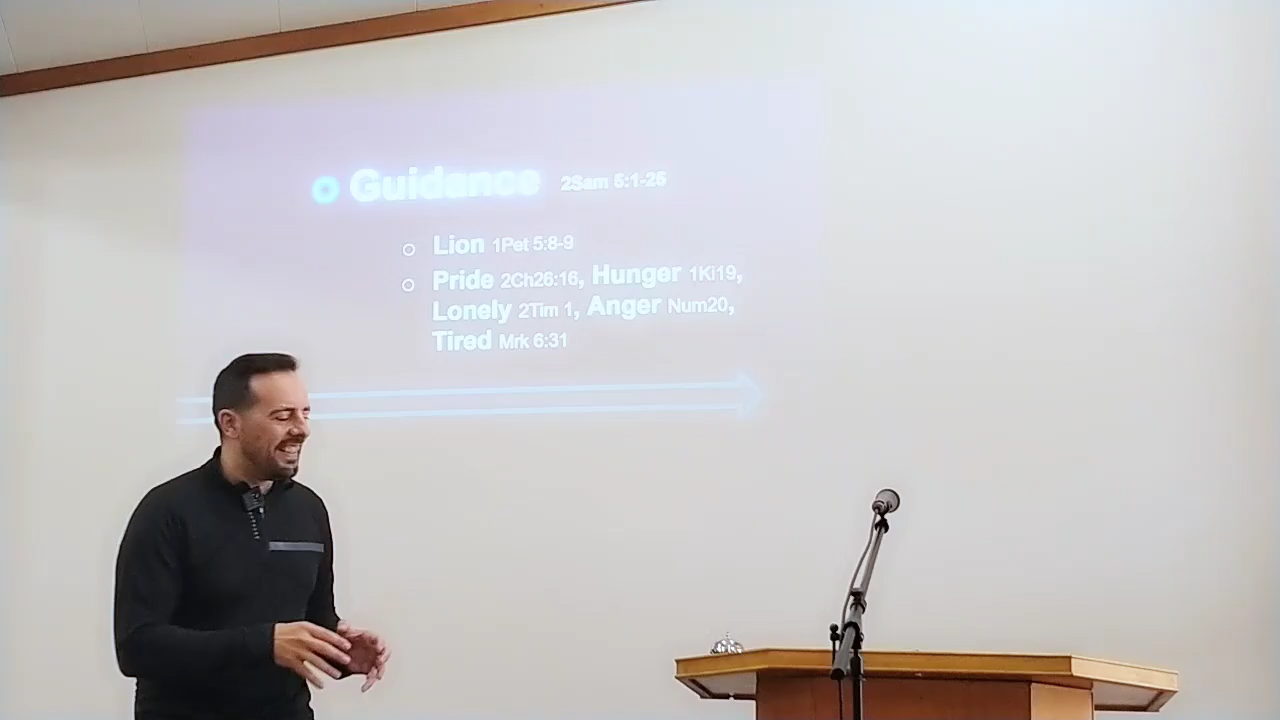 Guidance 2Sam 5:1-25
Lion 1Pet 5:8-9
Pride 2Ch26:16, Hunger 1Ki19,
Lonely 2Tim 1, Anger Num20,
Tired Mrk 6:31